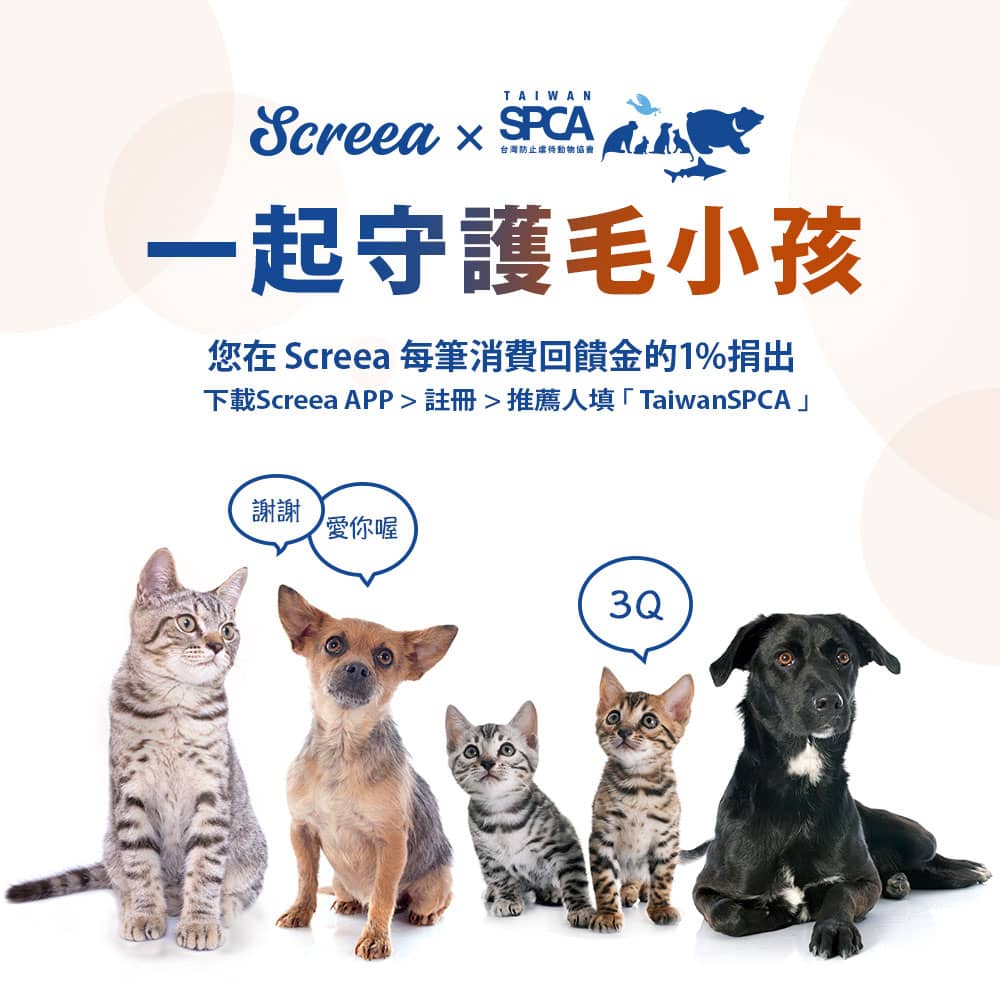 Screea × TAIWAN SPCA 台灣防止虐待動物協會
一起守護毛小孩
您在 Screea 每筆消費回饋金的1%捐出
下載Screea APP > 註冊 > 推薦人填「 TaiwanSPCA 」
謝謝
愛你喔
3Q